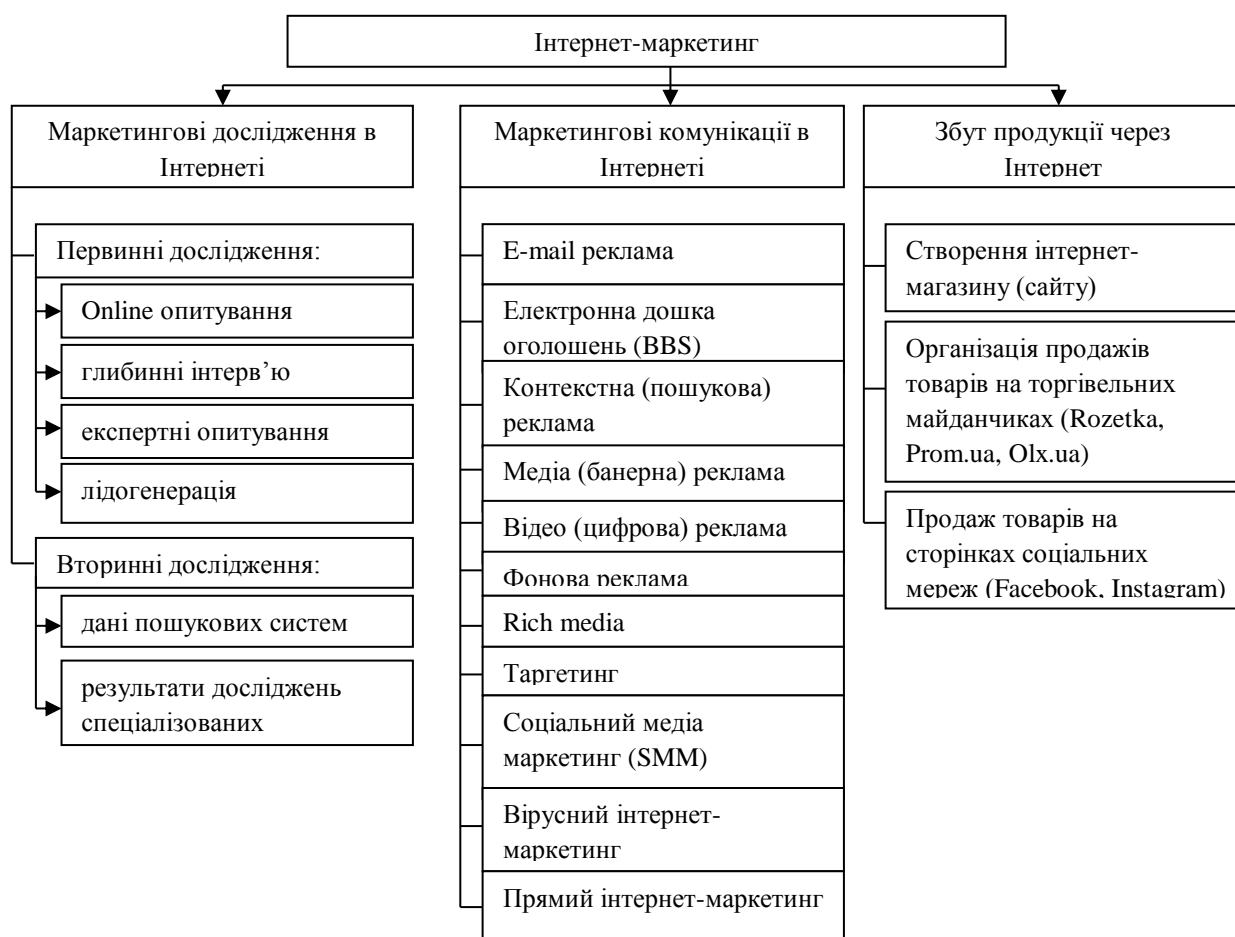 Інтернет-маркетинг
Маркетингові дослідження в
Інтернеті
Первинні дослідження:
Online опитування
глибинні інтерв’ю
експертні опитування
лідогенерація
Вторинні дослідження:
дані пошукових систем
результати досліджень
спеціалізованих
Маркетингові комунікації в
Інтернеті
E-mail реклама
Електронна дошка
оголошень (BBS)
Контекстна (пошукова)
реклама
Медіа (банерна) реклама
Відео (цифрова) реклама
Фонова реклама
Rich media
Таргетинг
Соціальний медіа
маркетинг (SMM)
Вірусний інтернет-
маркетинг
Прямий інтернет-маркетинг
Збут продукції через
Інтернет
Створення інтернет-
магазину (сайту)
Організація продажів
товарів на торгівельних
майданчиках (Rozetka,
Prom.ua, Olx.ua)
Продаж товарів на
сторінках соціальних
мереж (Facebook, Instagram)